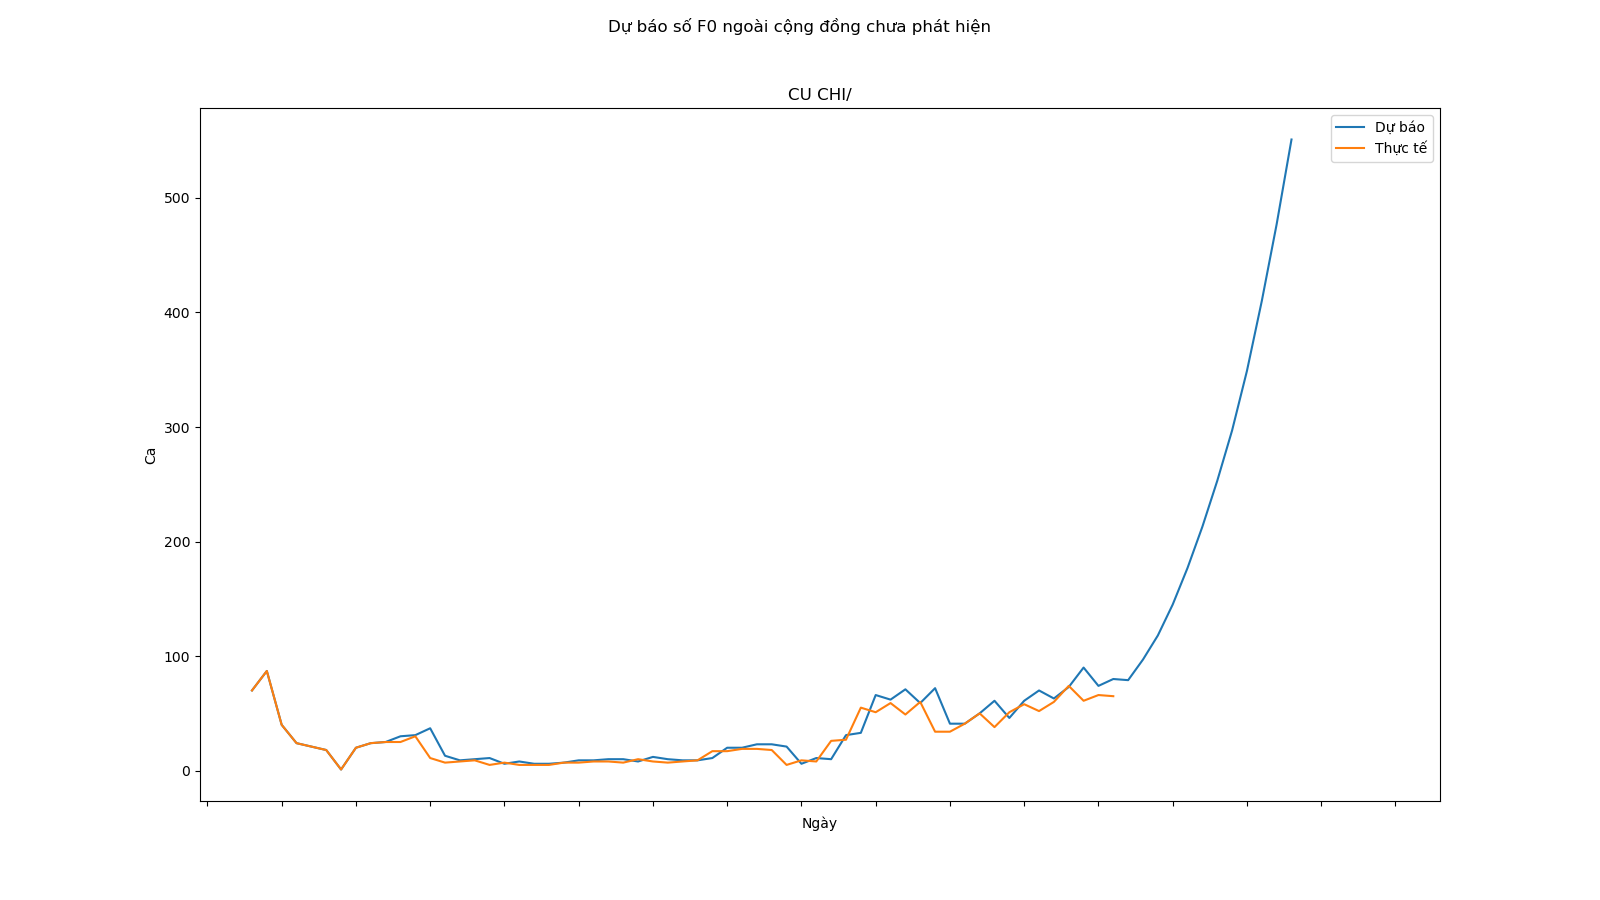 Dự báo số F0 ngoài cộng đồng chưa phát hiện
CU CHI/
Dự báo
Thực tế
500
400
300
200
100
0
Ca
Ngày